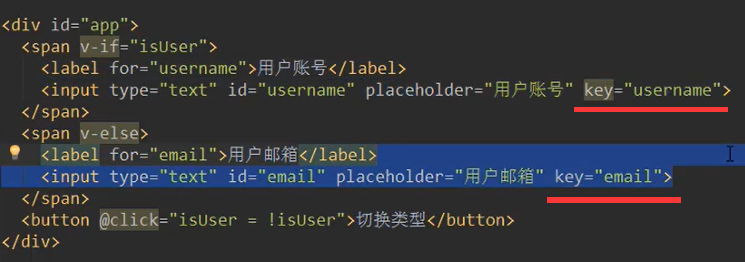 <div id="app">
<span v-if="isUser">
<label for="username">用户账号</label>
<input type="text" id="username" placeholder="用户账号" key="username">
</span>
<span v-else>
<label for="email">用户邮箱</label>
<input type="text" id="email" placeholder="用户邮箱" key="email">
</span>
<button @click="isUser = !isUser">切换类型</button>
</div>